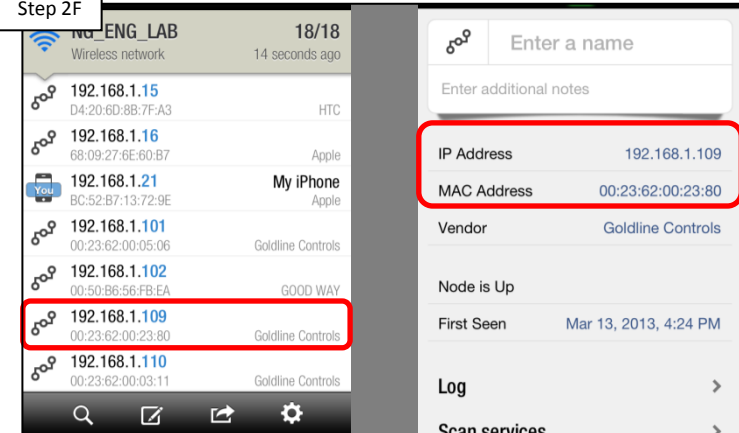 Step 2F
NG_ENG_LAB 18/18
Wireless network 14 seconds ago
192.168.1.15
D4:20:6D:8B:7F:A3 HTC
192.168.1.16
68:09:27:6E:60:B7 Apple
You 192.168.1.21 My iPhone
BC:52:B7:13:72:9E Apple
192.168.1.101
00:23:62:00:05:06 Goldline Controls
192.168.1.102
00:50:B6:56:FB:EA GOOD WAY
192.168.1.109
00:23:62:00:23:80 Goldline Controls
192.168.1.110
00:23:62:00:03:11 Goldline Controls
Enter a name
Enter additional notes
IP Address 192.168.1.109
MAC Address 00:23:62:00:23:80
Vendor Goldline Controls
Node is Up
First Seen Mar 13, 2013, 4:24 PM
Log
Scan services